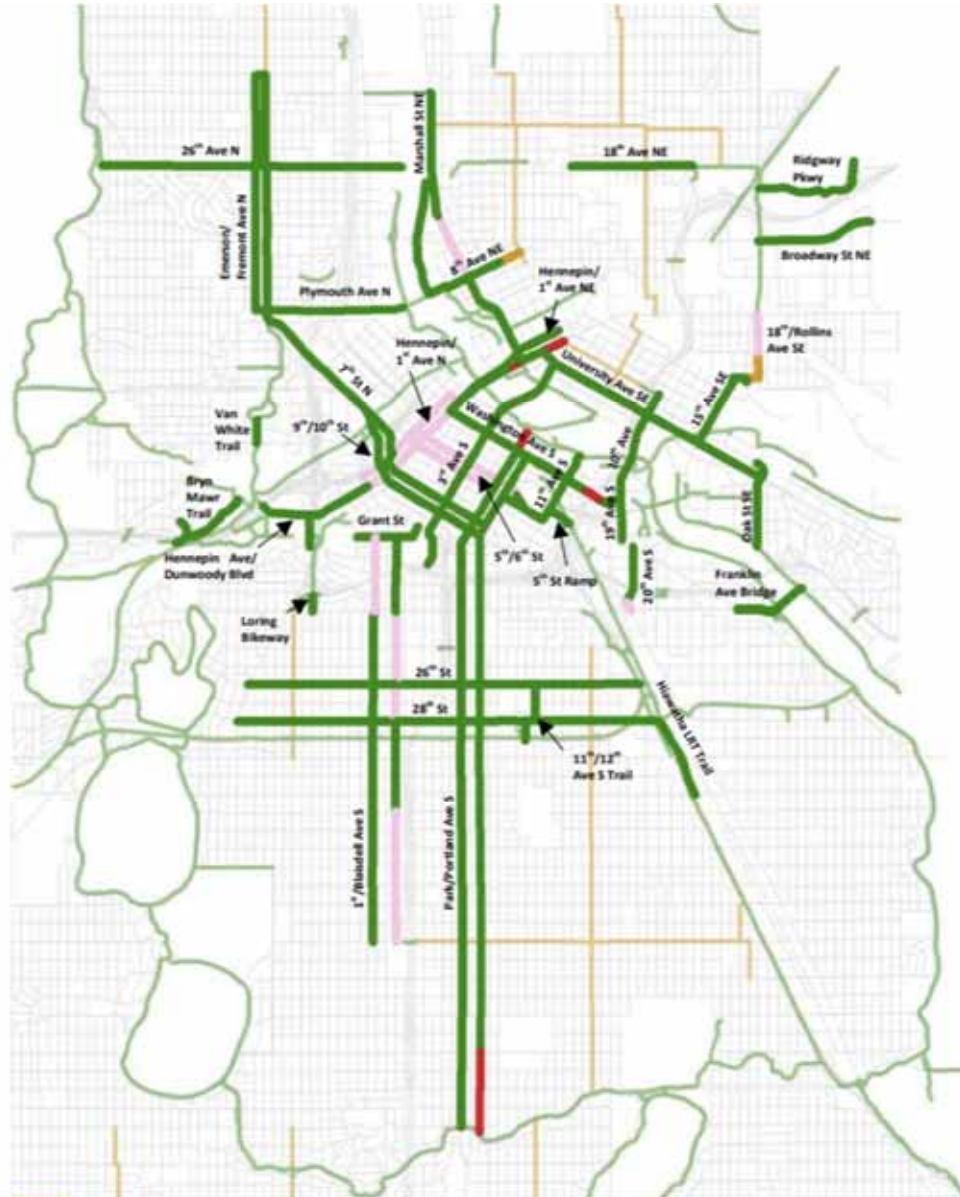 Marshall St NE
26th Ave N
18th Ave NE
Ridgway
Pkwy
Emerson/
Fremont Ave N
8th Ave NE
Broadway St NE
Hennepin/
1st Ave NE
Plymouth Ave N
18th/Rollins
Ave SE
Hennepin/
1st Ave N
University Ave SE
7th St N
15th Ave SE
Van
White
Trail
Washington Ave S
9th/10th St
3rd Ave S
10th Ave
11th Ave S
Bryn
Mawr
Trail
19th Ave S
Oak St SE
Grant St
5th/6th St
Hennepin Ave/
Dunwoody Blvd
5th St Ramp
20th Ave S
Franklin
Ave Bridge
Loring
Bikeway
26th St
28th St
Hiawatha LRT Trail
11th/12th
Ave S Trail
1st/Blaisdell Ave S
Park/Portland Ave S